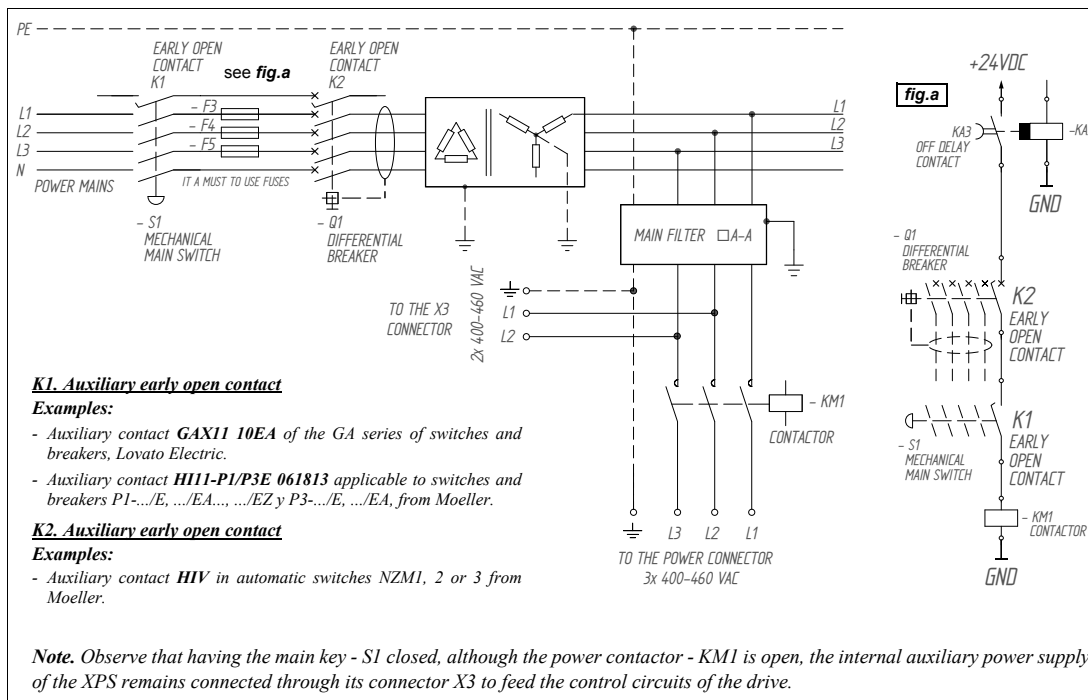 PE
EARLY OPEN
CONTACT
K1
see fig.a
EARLY OPEN
CONTACT
K2
L1
L2
L3
N
– F3
– F4
– F5
POWER MAINS
IT A MUST TO USE FUSES
– S1
MECHANICAL
MAIN SWITCH
– Q1
DIFFERENTIAL
BREAKER
L1
L2
L3
MAIN FILTER □A-A
TO THE X3
CONNECTOR
L1
L2
2x 400-460 VAC
– KM1
CONTACTOR
L3 L2 L1
TO THE POWER CONNECTOR
3x 400-460 VAC
fig.a
+24VDC
KA3
OFF DELAY
CONTACT
GND
– Q1
DIFFERENTIAL
BREAKER
K2
EARLY
OPEN
CONTACT
K1
EARLY
OPEN
CONTACT
– S1
MECHANICAL
MAIN SWITCH
– KM1
CONTACTOR
GND
K1. Auxiliary early open contact
Examples:
- Auxiliary contact GAX11 10EA of the GA series of switches and
breakers, Lovato Electric.
- Auxiliary contact HI11-P1/P3E 061813 applicable to switches and
breakers P1-.../E, .../EA..., .../EZ y P3-.../E, .../EA, from Moeller.
K2. Auxiliary early open contact
Examples:
- Auxiliary contact HIV in automatic switches NZM1, 2 or 3 from
Moeller.
Note. Observe that having the main key - S1 closed, although the power contactor - KM1 is open, the internal auxiliary power supply
of the XPS remains connected through its connector X3 to feed the control circuits of the drive.